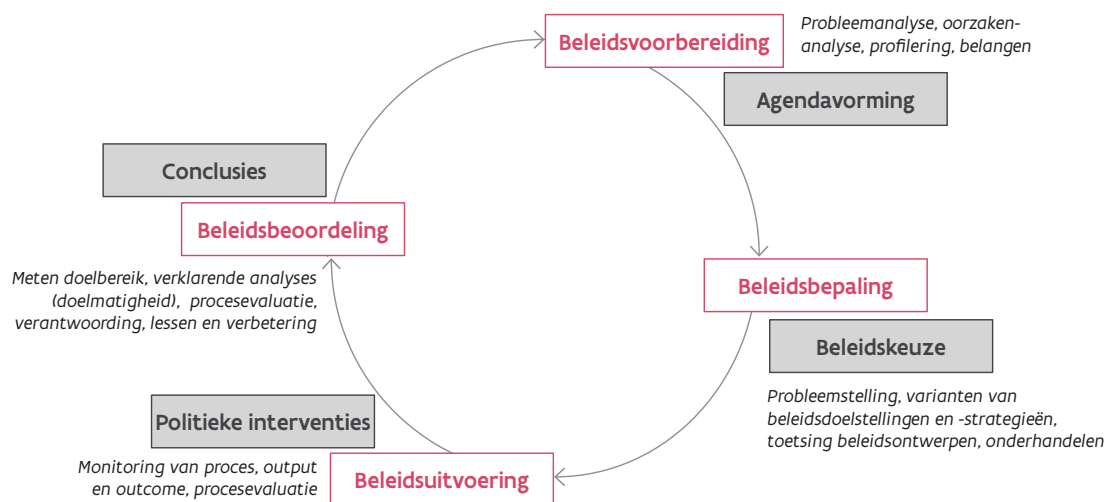 Beleidsvoorbereiding
Probleemanalyse, oorzaken-
analyse, profilering, belangen
Agendavorming
Beleidsbepaling
Beleidskeuze
Probleemstelling, varianten van
beleidsdoelstellingen en -strategieën,
toetsing beleidsontwerpen, onderhandelen
Beleidsuitvoering
Politieke interventies
Monitoring van proces, output
en outcome, procesevaluatie
Beleidsbeoordeling
Conclusies
Meten doelbereik, verklarende analyses
(doelmatigheid), procesevaluatie,
verantwoording, lessen en verbetering